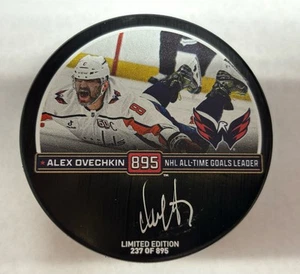 ALEX OVECHKIN 895 NHL ALL-TIME GOALS LEADER
LIMITED EDITION
237 OF 895